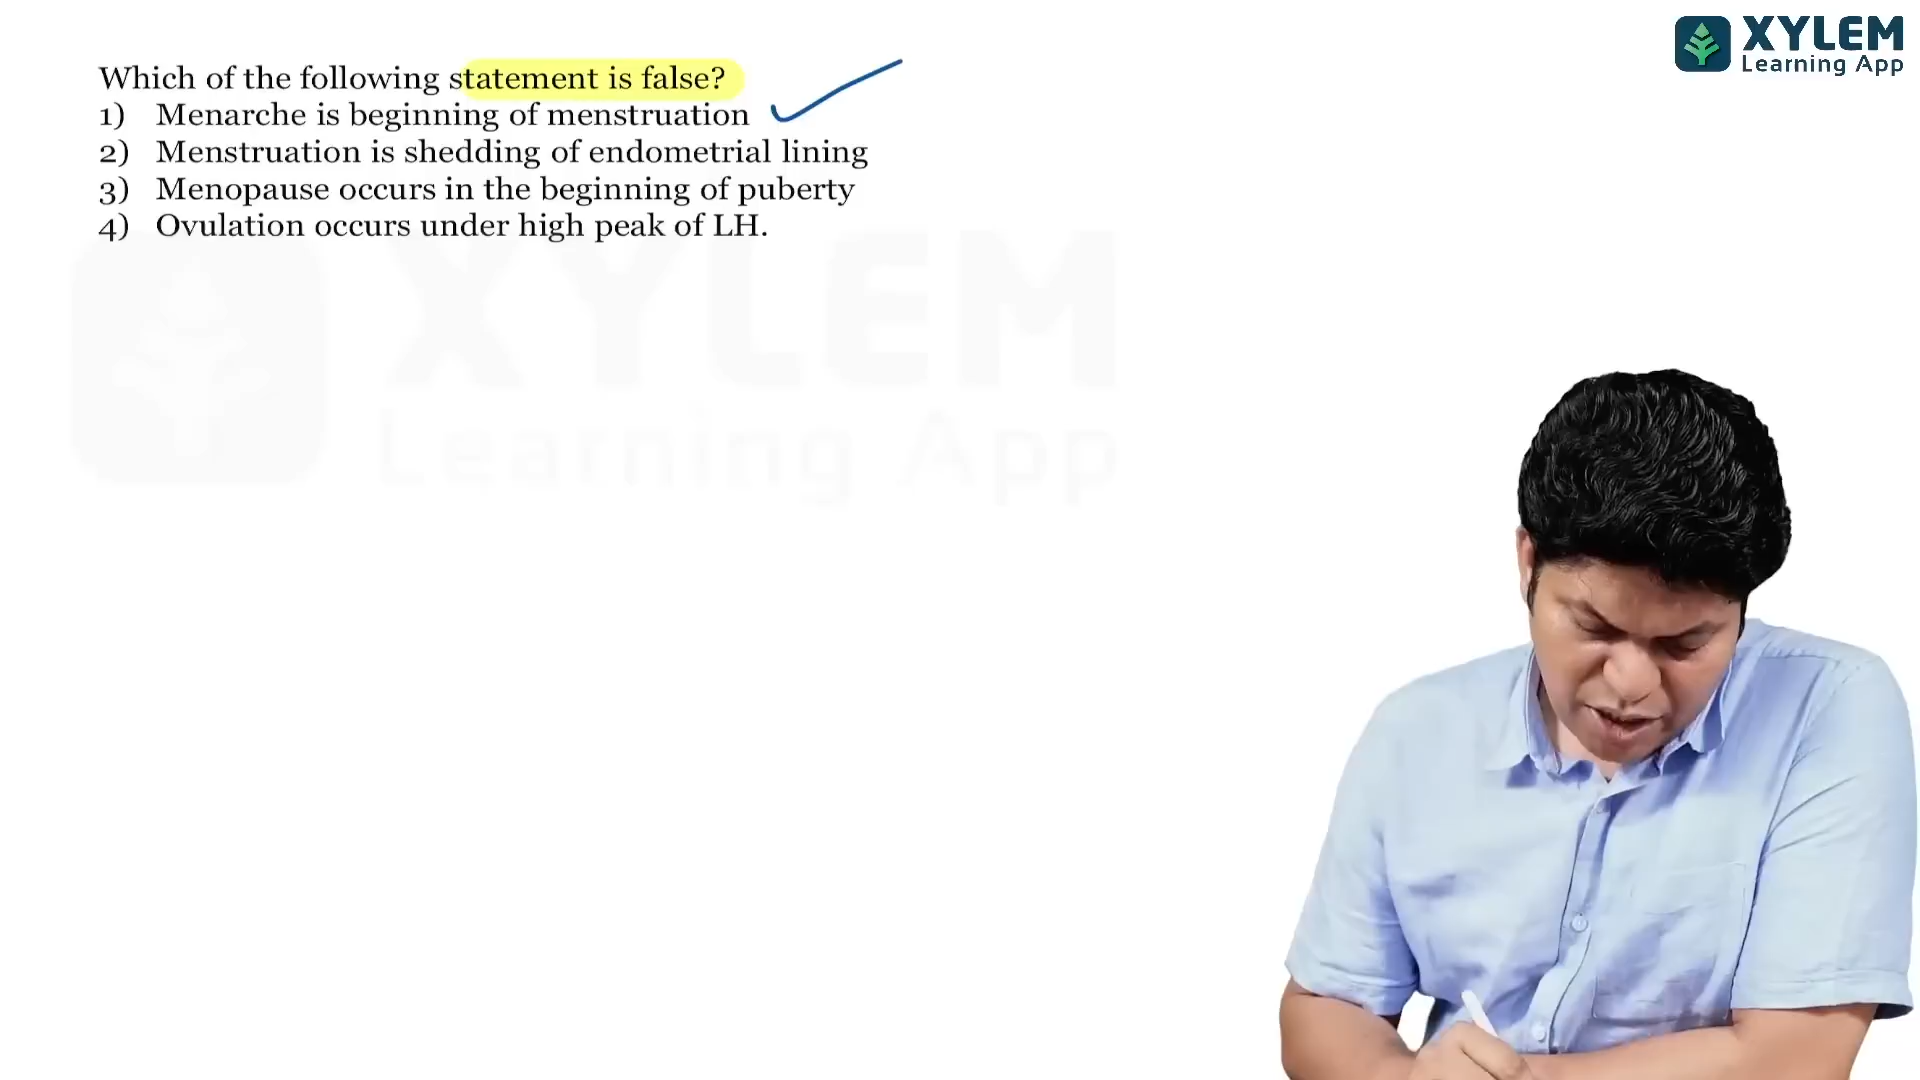 XYLEM
Learning App
Which of the following statement is false?
1) Menarche is beginning of menstruation
2) Menstruation is shedding of endometrial lining
3) Menopause occurs in the beginning of puberty
4) Ovulation occurs under high peak of LH.
XYLEM
Learning App